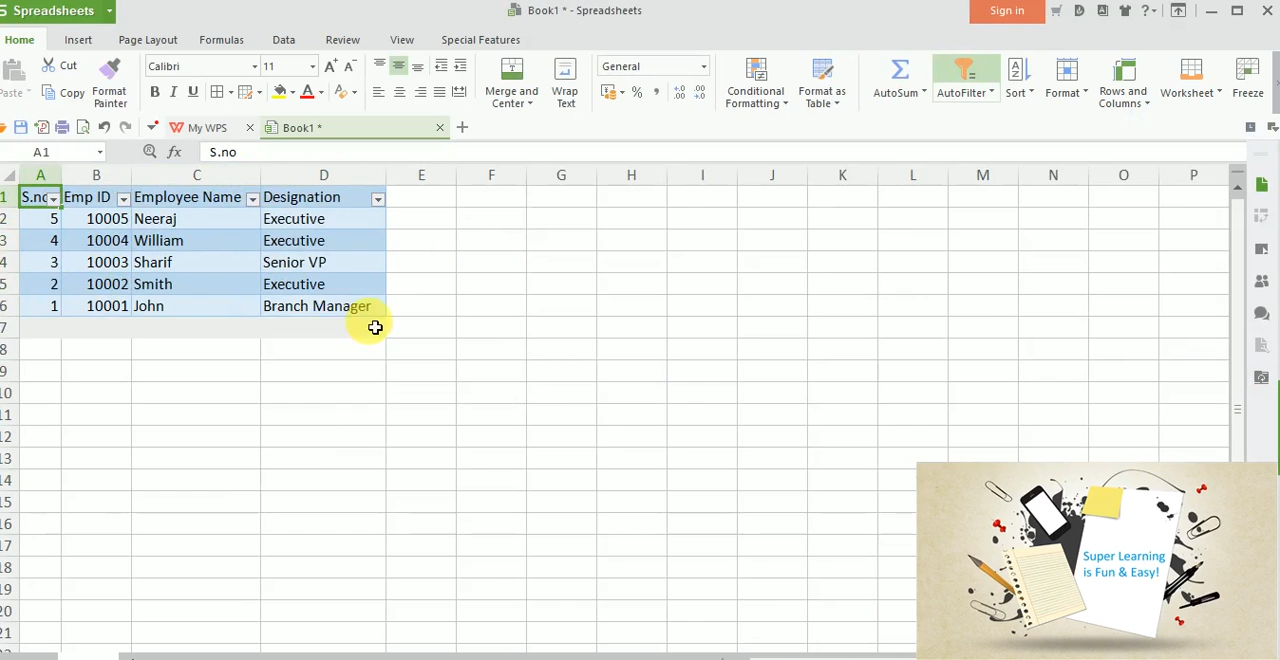 Spreadsheets
Book1 * - Spreadsheets
Sign in
Home Insert Page Layout Formulas Data Review View Special Features
Paste Cut Copy Format Painter
Calibri 11
B I U
Merge and Center
Wrap Text
General
Conditional Formatting
Format as Table
AutoSum AutoFilter Sort Format
Rows and Columns
Worksheet Freeze
My WPS Book1 *
A1 fx S.no
A B C D E F G H I J K L M N O P
1 S.no Emp ID Employee Name Designation
2 5 10005 Neeraj Executive
3 4 10004 William Executive
4 3 10003 Sharif Senior VP
5 2 10002 Smith Executive
6 1 10001 John Branch Manager
7
8
9
10
11
12
13
14
15
16
17
18
19
20
21
Super Learning
is Fun & Easy!